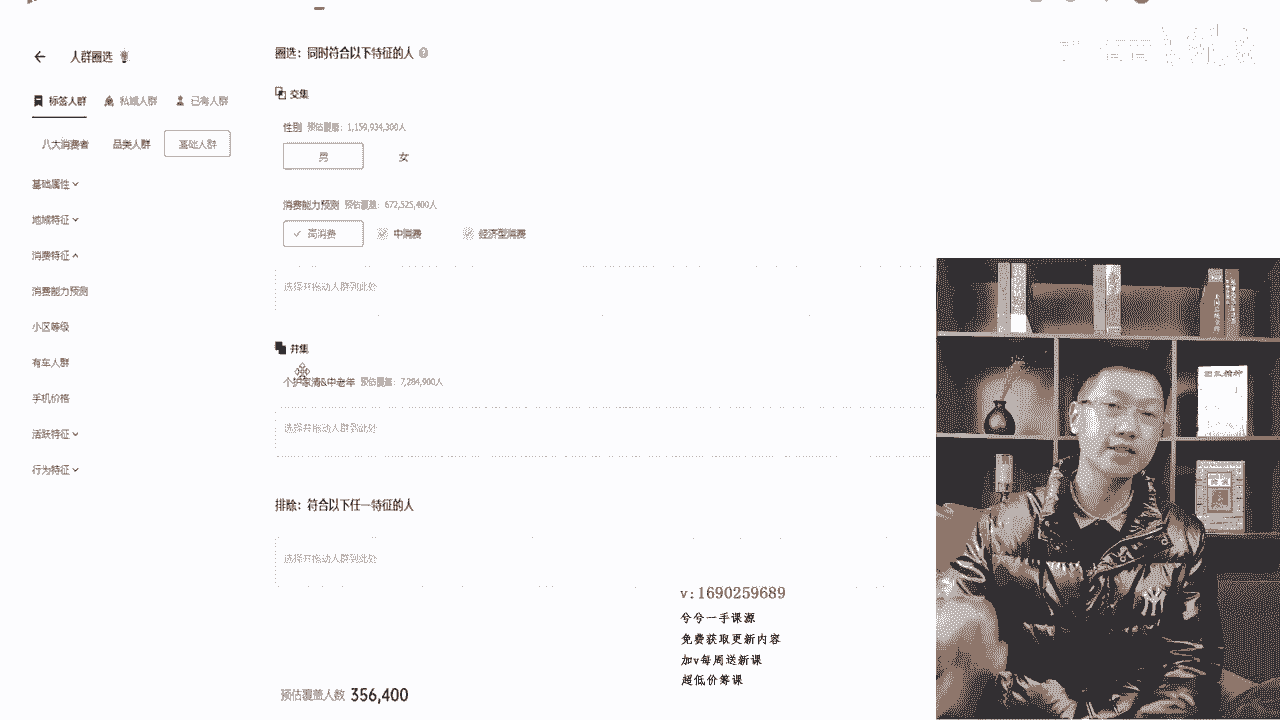 人群圈选
圈选：同时符合以下特征的人
标签人群 私域人群 已有人群
交集
八大消费者 品类人群 基础人群
性别 预估覆盖：1,159,934,300人
男 女
基础属性
地域特征
消费能力预测 预估覆盖：672,525,400人
高消费 中消费 经济型消费
消费特征
消费能力预测
选择并拖动人群到此处
小区等级
并集
有车人群
个护家清&中老年 预估覆盖：7,284,900人
手机价格
选择并拖动人群到此处
活跃特征
行为特征
排除：符合以下任一特征的人
选择并拖动人群到此处
v:1690259689
兮兮一手课源
免费获取更新内容
加v每周送新课
超低价筹课
预估覆盖人数 356,400